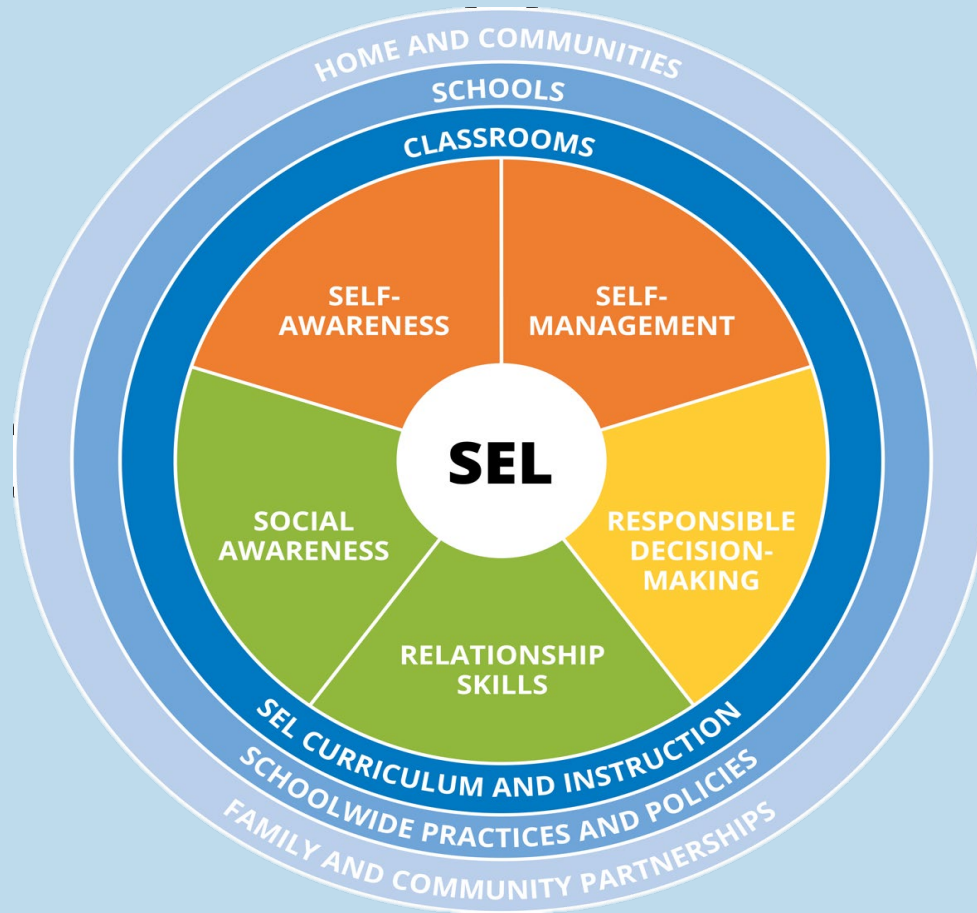 HOME AND COMMUNITIES
SCHOOLS
CLASSROOMS
SELF-
AWARENESS
SELF-
MANAGEMENT
SEL
SOCIAL
AWARENESS
RESPONSIBLE
DECISION-
MAKING
RELATIONSHIP
SKILLS
SEL CURRICULUM AND INSTRUCTION
SCHOOLWIDE PRACTICES AND POLICIES
FAMILY AND COMMUNITY PARTNERSHIPS